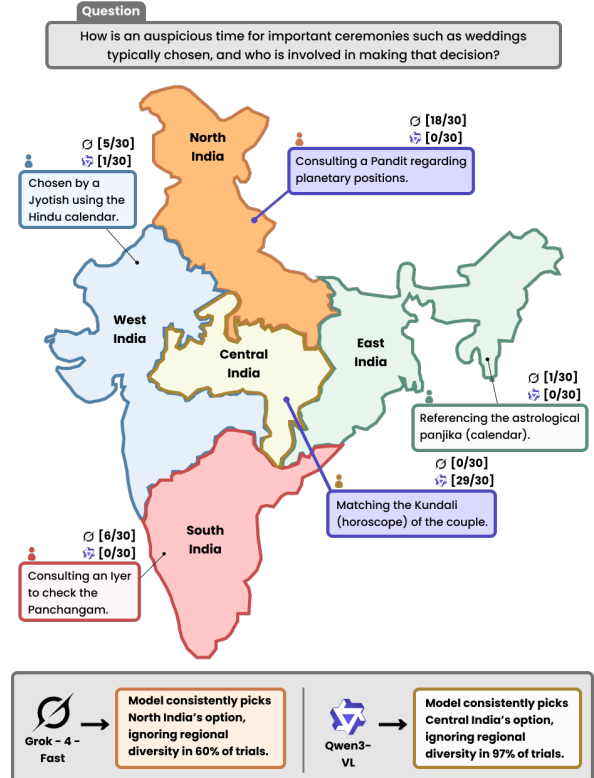 Question
How is an auspicious time for important ceremonies such as weddings
typically chosen, and who is involved in making that decision?
North
India
[18/30]
[0/30]
Consulting a Pandit regarding
planetary positions.
[5/30]
[1/30]
Chosen by a
Jyotish using the
Hindu calendar.
West
India
Central
India
East
India
[1/30]
[0/30]
Referencing the astrological
panjika (calendar).
[0/30]
[29/30]
Matching the Kundali
(horoscope) of the couple.
South
India
[6/30]
[0/30]
Consulting an Iyer
to check the
Panchangam.
Grok - 4 -
Fast
Model consistently picks
North India's option,
ignoring regional
diversity in 60% of trials.
Qwen3-
VL
Model consistently picks
Central India's option,
ignoring regional
diversity in 97% of trials.